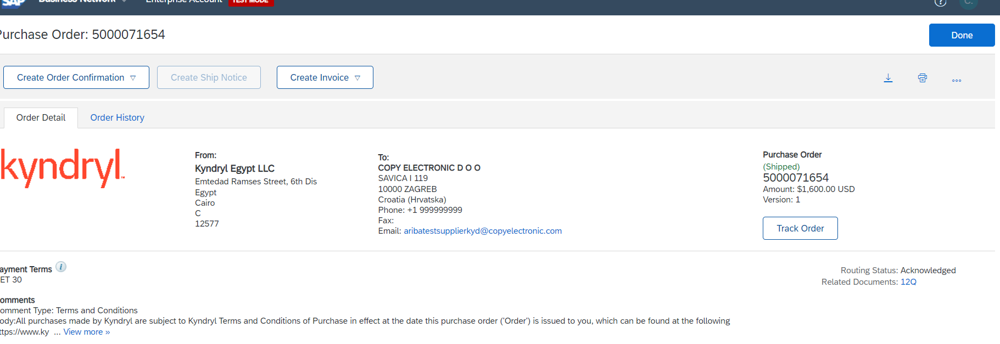 SAP Business Network Enterprise Account TEST MODE
?
C.
urchase Order: 5000071654
Done
Create Order Confirmation
Create Ship Notice
Create Invoice
Order Detail
Order History
kyndryl
From:
Kyndryl Egypt LLC
Emtedad Ramses Street, 6th Dis
Egypt
Cairo
C
12577
To:
COPY ELECTRONIC D O O
SAVICA I 119
10000 ZAGREB
Croatia (Hrvatska)
Phone: +1 999999999
Fax:
Email: aribatestsupplierkyd@copyelectronic.com
Purchase Order
(Shipped)
5000071654
Amount: $1,600.00 USD
Version: 1
Track Order
ayment Terms i
ET 30
Routing Status: Acknowledged
Related Documents: 12Q
omments
omment Type: Terms and Conditions
ody:All purchases made by Kyndryl are subject to Kyndryl Terms and Conditions of Purchase in effect at the date this purchase order ('Order') is issued to you, which can be found at the following
ttps://www.ky ... View more »